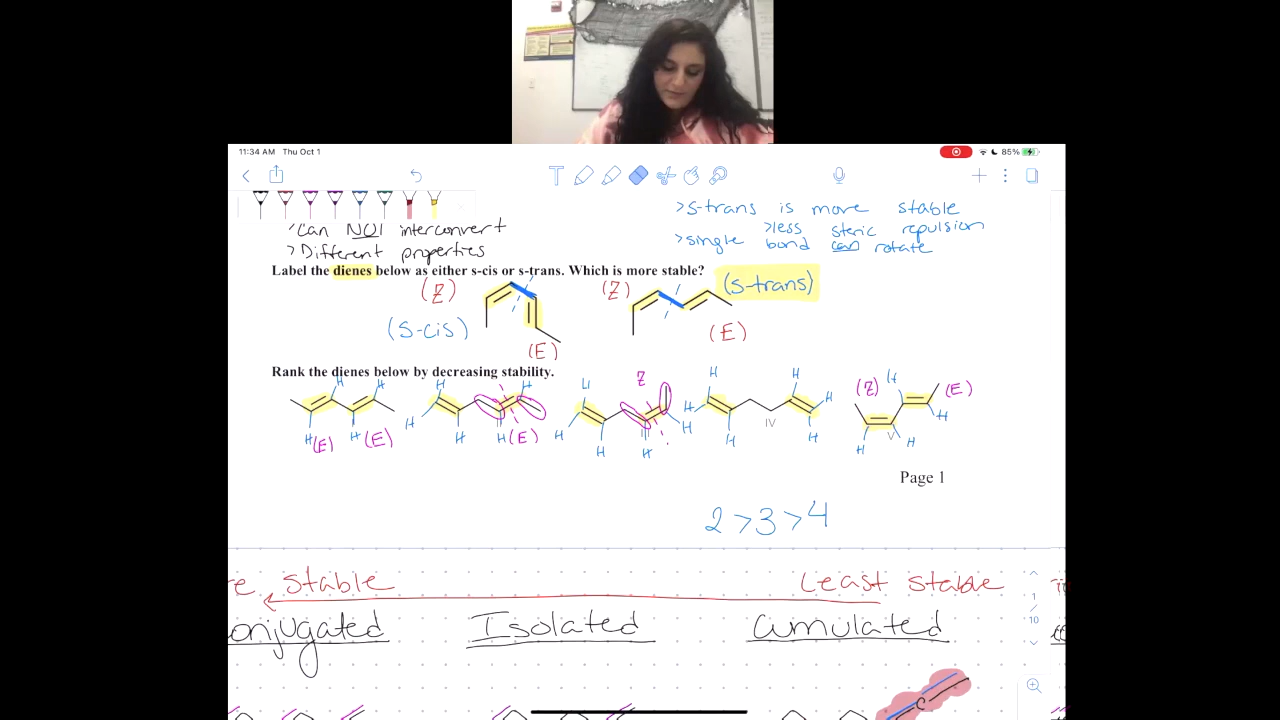 11:34 AM Thu Oct 1
85%
>Can NOT interconvert
>Different properties
>s-trans is more stable
>less steric repulsion
>single bond can rotate
Label the dienes below as either s-cis or s-trans. Which is more stable?
(Z)
(S-cis)
(E)
(Z)
(s-trans)
(E)
Rank the dienes below by decreasing stability.
H H
H H
(E) (E)
H H
H H (E)
Z
H H
H H H
H H
H H
H H
IV
(Z) H (E)
H
H V H
Page 1
2 > 3 > 4
re stable
Least stable
onjugated
Isolated
Cumulated
C
1
10